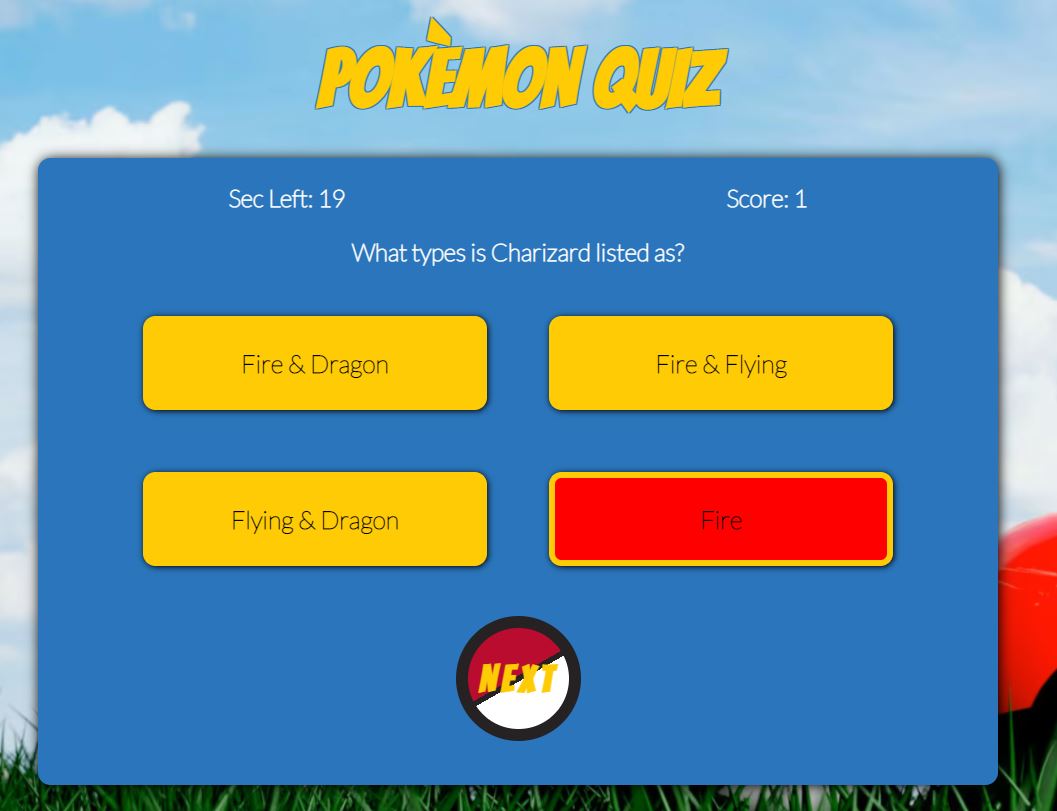 POKÈMON QUIZ
Sec Left: 19
Score: 1
What types is Charizard listed as?
Fire & Dragon
Fire & Flying
Flying & Dragon
Fire
NEXT